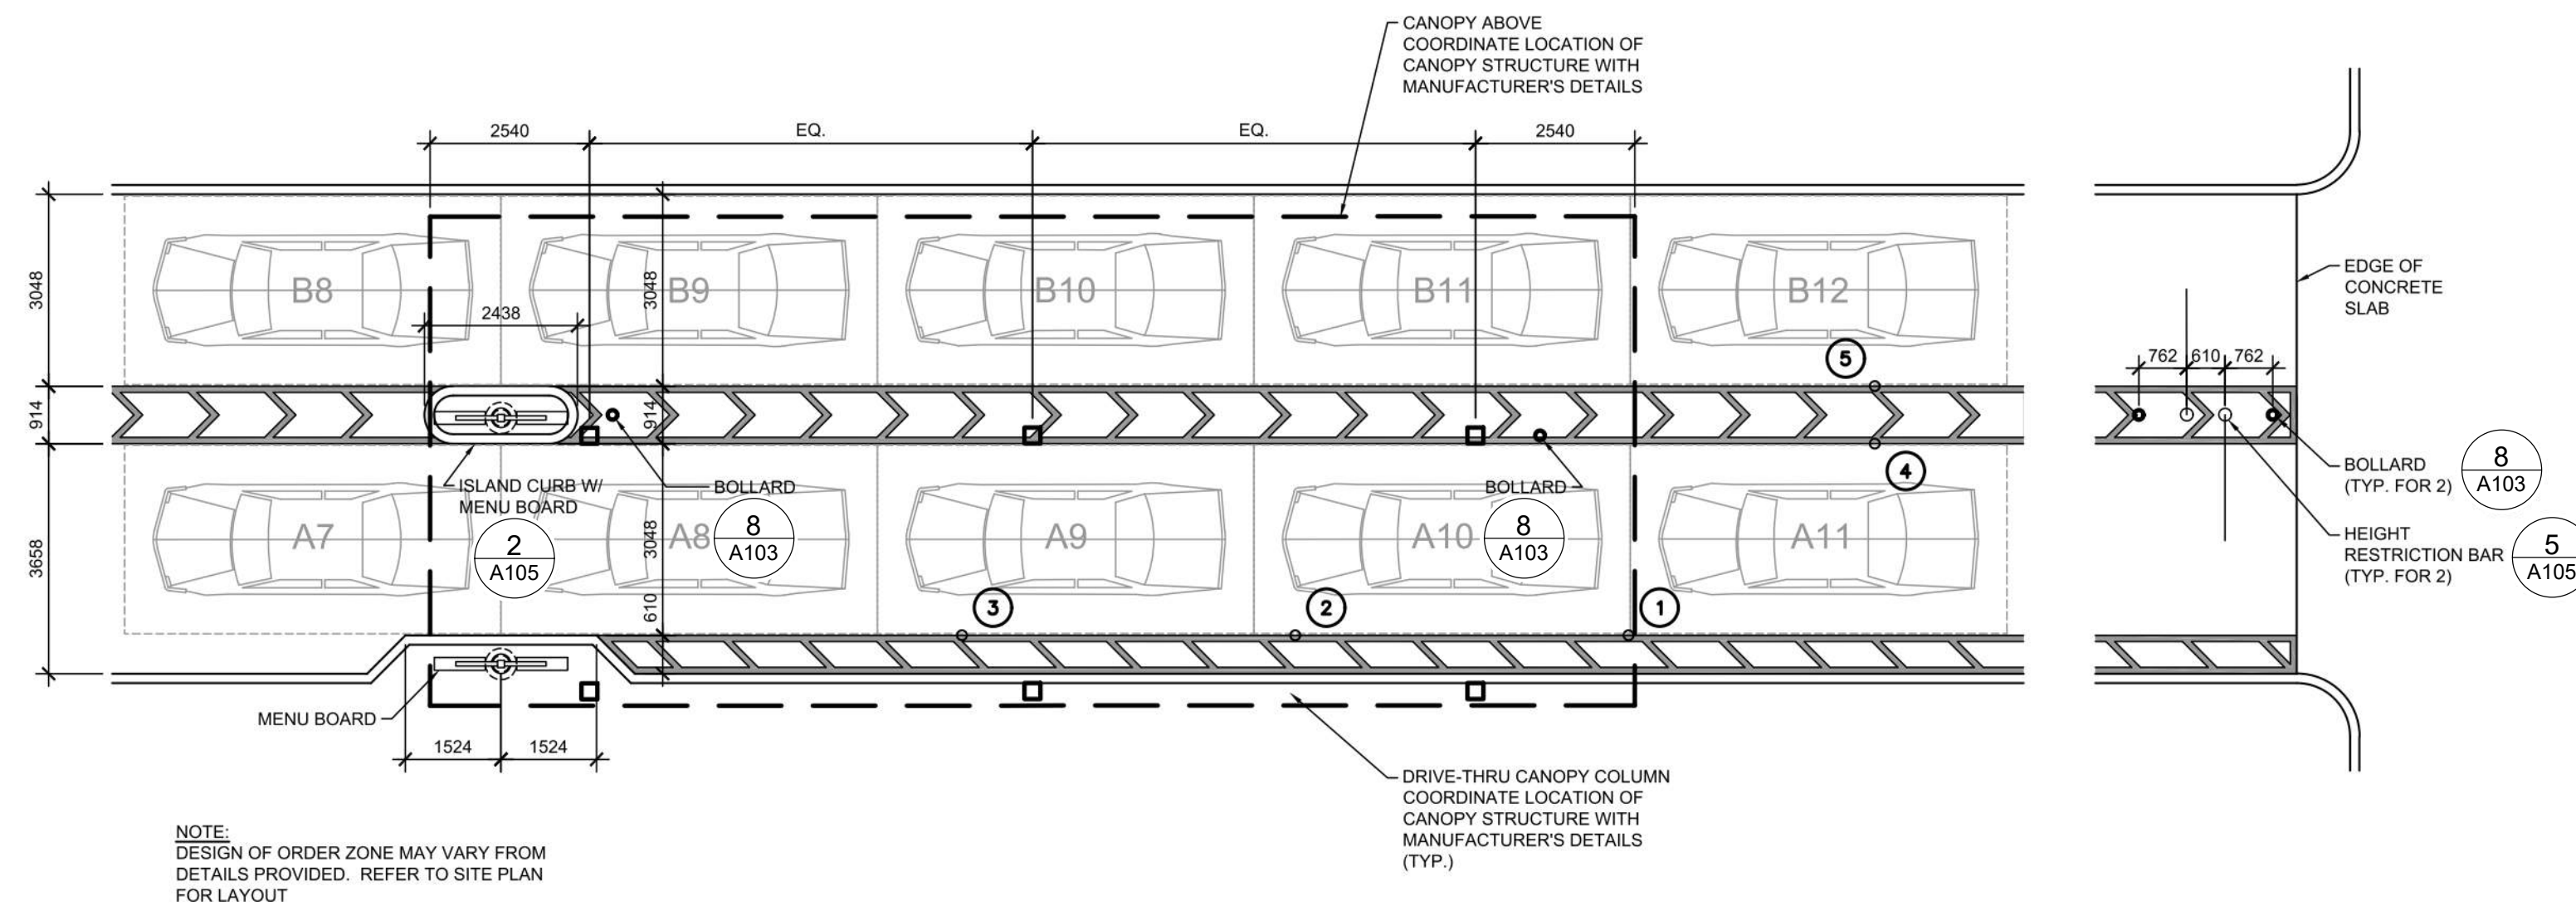 CANOPY ABOVE
COORDINATE LOCATION OF
CANOPY STRUCTURE WITH
MANUFACTURER'S DETAILS
2540
EQ.
EQ.
2540
3048
914
3658
B8
B9
B10
B11
B12
3048
2438
914
3048
610
5
4
762
610
762
EDGE OF
CONCRETE
SLAB
ISLAND CURB W/
MENU BOARD
2
A105
BOLLARD
8
A103
BOLLARD
8
A103
BOLLARD
(TYP. FOR 2)
8
A103
HEIGHT
RESTRICTION BAR
(TYP. FOR 2)
5
A105
A7
A8
A9
A10
A11
3
2
1
MENU BOARD
1524
1524
DRIVE-THRU CANOPY COLUMN
COORDINATE LOCATION OF
CANOPY STRUCTURE WITH
MANUFACTURER'S DETAILS
(TYP.)
NOTE:
DESIGN OF ORDER ZONE MAY VARY FROM
DETAILS PROVIDED. REFER TO SITE PLAN
FOR LAYOUT